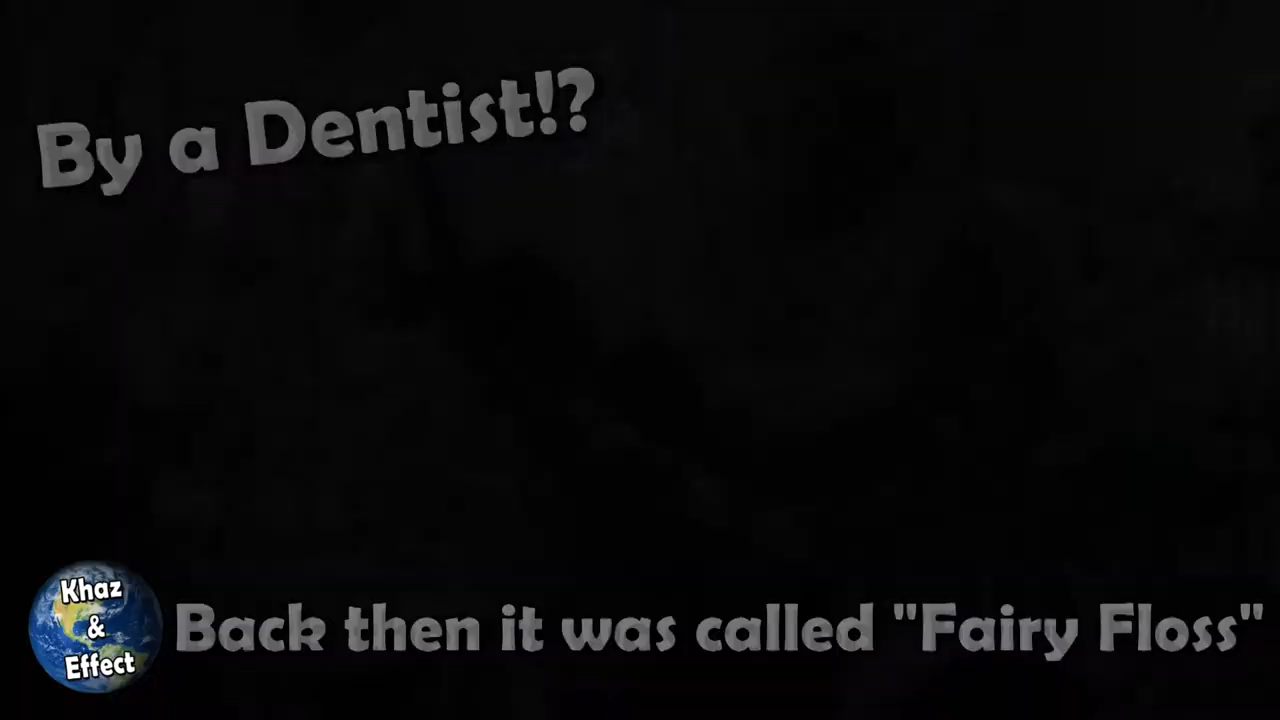 By a Dentist!?
Khaz
&
Effect
Back then it was called "Fairy Floss"